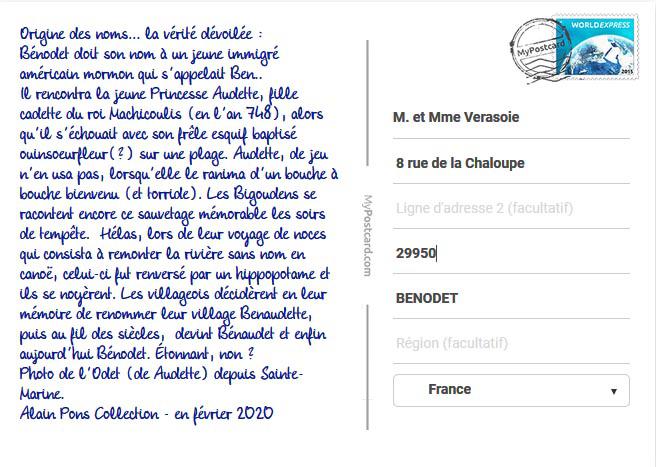 Origine des noms... la vérité dévoilée :
Bénodet doit son nom à un jeune immigré
américain mormon qui s'appelait Ben..
Il rencontra la jeune Princesse Audette, fille
cadette du roi Machicoulis (en l'an 748), alors
qu'il s'échouait avec son frêle esquif baptisé
ouinsoeurfleur(?) sur une plage. Audette, de jeu
n'en usa pas, lorsqu'elle le ranima d'un bouche à
bouche bienvenu (et torride). Les Bigoudens se
racontent encore ce sauvetage mémorable les soirs
de tempête. Hélas, lors de leur voyage de noces
qui consista à remonter la rivière sans nom en
canoë, celui-ci fut renversé par un hippopotame et
ils se noyèrent. Les villageois décidèrent en leur
mémoire de renommer leur village Benaudette,
puis au fil des siècles, devint Bénaudet et enfin
aujourd'hui Bénodet. Étonnant, non ?
Photo de l'Odet (de Audette) depuis Sainte-
Marine.
Alain Pons Collection - en février 2020
MyPostcard.com
MyPostcard
WORLDEXPRESS
2013
M. et Mme Verasoie
8 rue de la Chaloupe
Ligne d'adresse 2 (facultatif)
29950
BENODET
Région (facultatif)
France